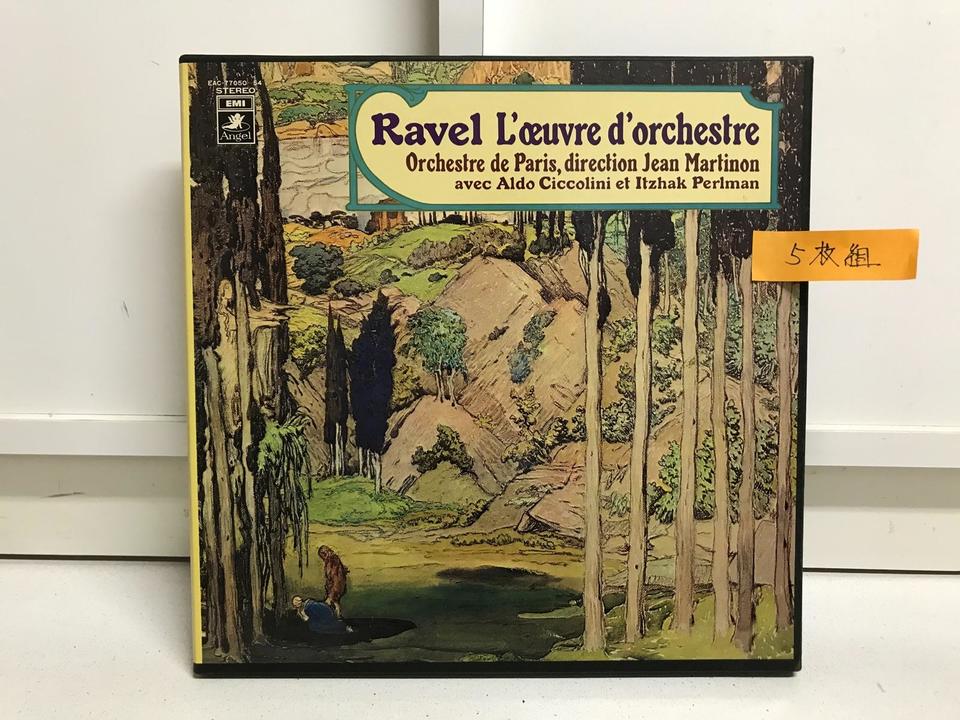 EAC-77050 54
STEREO
EMI
Angel
Ravel L'œuvre d'orchestre
Orchestre de Paris, direction Jean Martinon
avec Aldo Ciccolini et Itzhak Perlman
5枚組